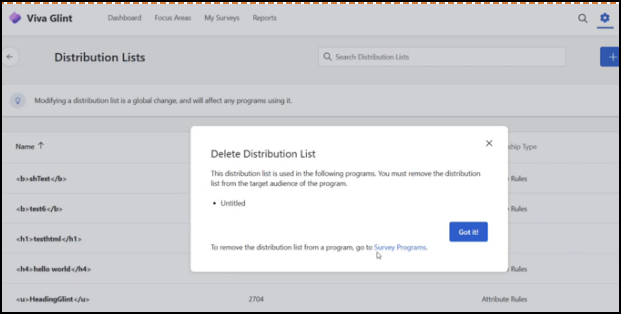 Viva Glint Dashboard Focus Areas My Surveys Reports
Distribution Lists
Search Distribution Lists
Modifying a distribution list is a global change, and will affect any programs using it.
Name ↑
ship Type
Delete Distribution List
This distribution list is used in the following programs. You must remove the distribution
list from the target audience of the program.
• Untitled
Got it!
To remove the distribution list from a program, go to Survey Programs.
<b>shText</b>
Rules
<b>test6</b>
Rules
<h1>testhtml</h1>
Rules
<h4>hello world</h4>
Rules
<u>HeadingGlint</u> 2704 Attribute Rules